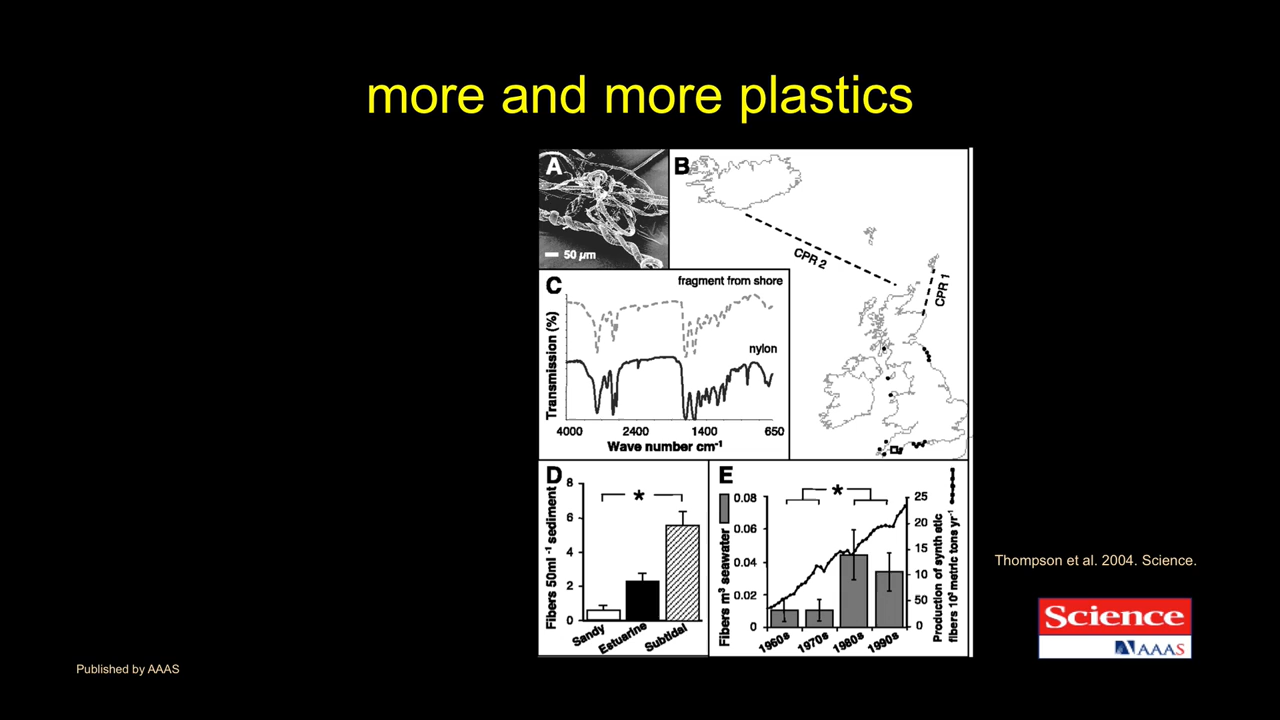 more and more plastics
A
50 µm
B
CPR 2
CPR 1
C
fragment from shore
nylon
Transmission (%)
4000 2400 1400 650
Wave number cm⁻¹
D
8
6
4
2
0
Fibers 50ml ⁻¹ sediment
*
Sandy
Estuarine
Subtidal
E
0.08
0.06
0.04
0.02
0
Fibers m³ seawater
*
1960s
1970s
1980s
1990s
25
20
15
10
50
0
Production of synthetic
fibers 10³ metric tons yr⁻¹
Thompson et al. 2004. Science.
Science
AAAS
Published by AAAS